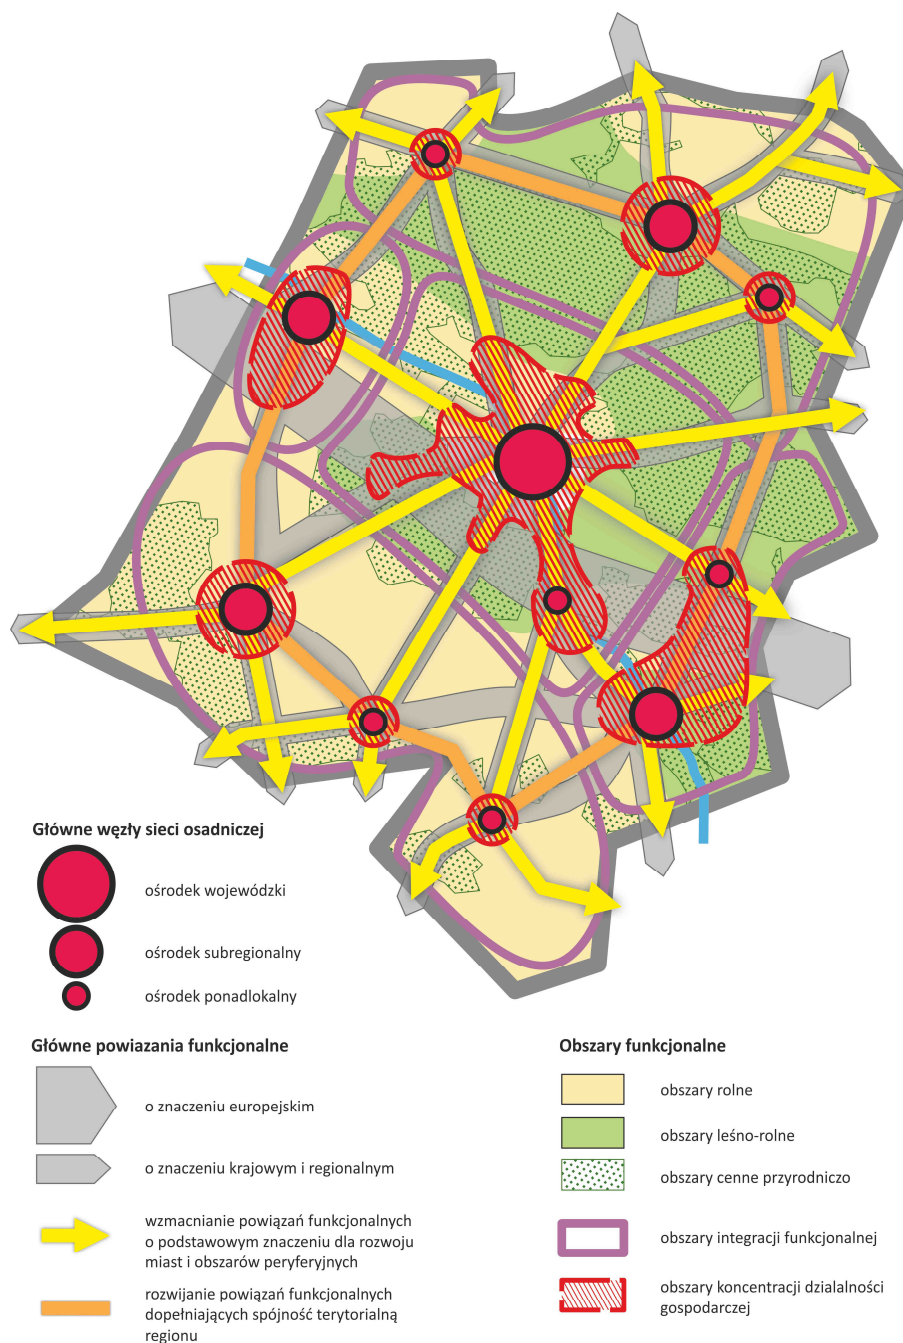 Główne węzły sieci osadniczej
ośrodek wojewódzki
ośrodek subregionalny
ośrodek ponadlokalny
Główne powiazania funkcjonalne
o znaczeniu europejskim
o znaczeniu krajowym i regionalnym
wzmacnianie powiązań funkcjonalnych
o podstawowym znaczeniu dla rozwoju
miast i obszarów peryferyjnych
rozwijanie powiązań funkcjonalnych
dopełniających spójność terytorialną
regionu
Obszary funkcjonalne
obszary rolne
obszary leśno-rolne
obszary cenne przyrodniczo
obszary integracji funkcjonalnej
obszary koncentracji dzialalności
gospodarczej